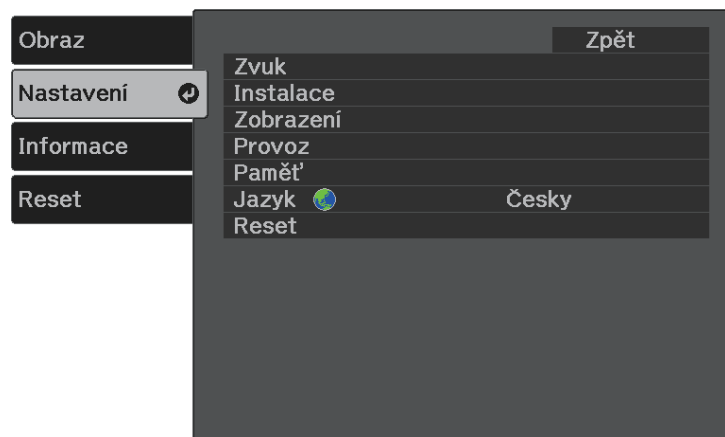 Obraz
Nastavení
Informace
Reset
Zpět
Zvuk
Instalace
Zobrazení
Provoz
Paměť
Jazyk Česky
Reset